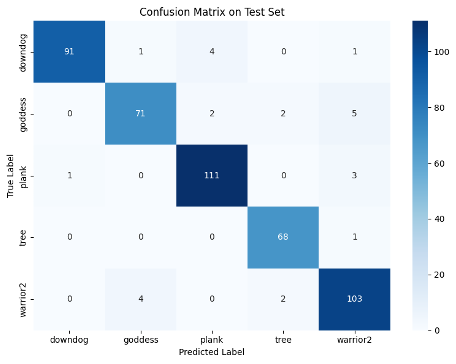 Confusion Matrix on Test Set
True Label
downdog 91 1 4 0 1
goddess 0 71 2 2 5
plank 1 0 111 0 3
tree 0 0 0 68 1
warrior2 0 4 0 2 103
downdog goddess plank tree warrior2
Predicted Label
100
80
60
40
20
0